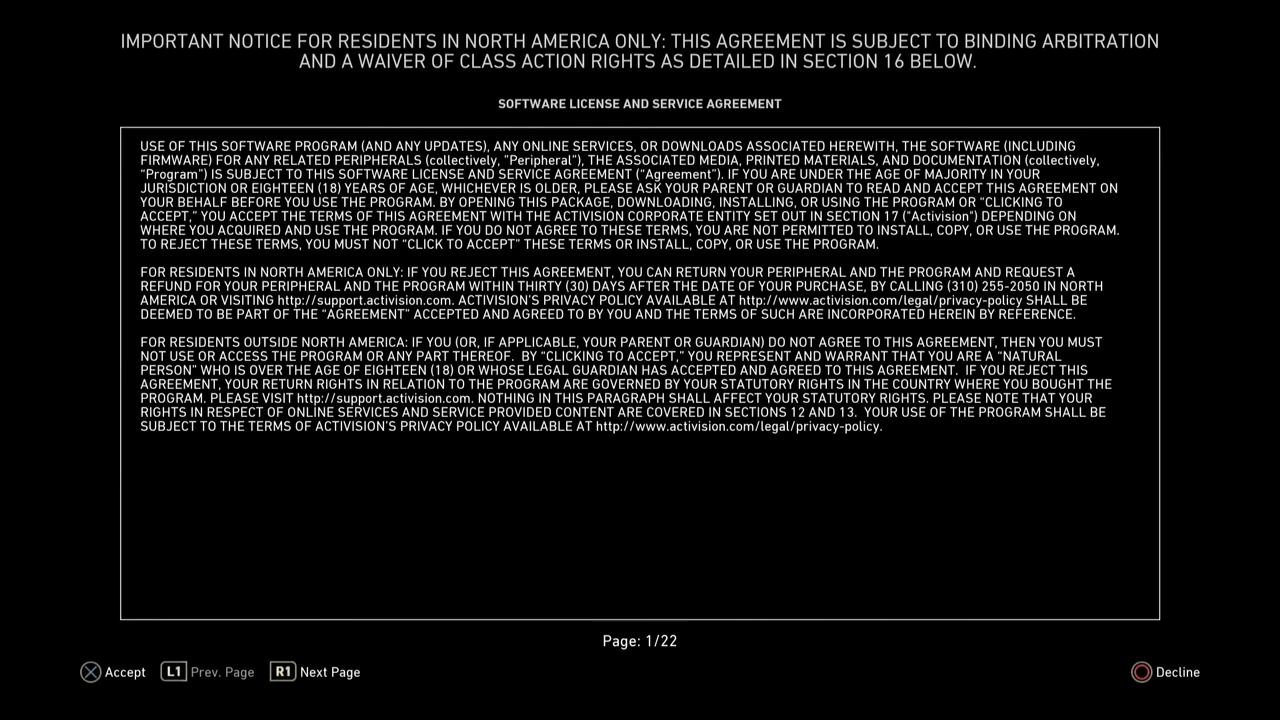 IMPORTANT NOTICE FOR RESIDENTS IN NORTH AMERICA ONLY: THIS AGREEMENT IS SUBJECT TO BINDING ARBITRATION
AND A WAIVER OF CLASS ACTION RIGHTS AS DETAILED IN SECTION 16 BELOW.
SOFTWARE LICENSE AND SERVICE AGREEMENT
USE OF THIS SOFTWARE PROGRAM (AND ANY UPDATES), ANY ONLINE SERVICES, OR DOWNLOADS ASSOCIATED HEREWITH, THE SOFTWARE (INCLUDING
FIRMWARE) FOR ANY RELATED PERIPHERALS (collectively, "Peripheral"), THE ASSOCIATED MEDIA, PRINTED MATERIALS, AND DOCUMENTATION (collectively,
"Program") IS SUBJECT TO THIS SOFTWARE LICENSE AND SERVICE AGREEMENT (“Agreement”). IF YOU ARE UNDER THE AGE OF MAJORITY IN YOUR
JURISDICTION OR EIGHTEEN (18) YEARS OF AGE, WHICHEVER IS OLDER, PLEASE ASK YOUR PARENT OR GUARDIAN TO READ AND ACCEPT THIS AGREEMENT ON
YOUR BEHALF BEFORE YOU USE THE PROGRAM. BY OPENING THIS PACKAGE, DOWNLOADING, INSTALLING, OR USING THE PROGRAM OR “CLICKING TO
ACCEPT,” YOU ACCEPT THE TERMS OF THIS AGREEMENT WITH THE ACTIVISION CORPORATE ENTITY SET OUT IN SECTION 17 ("Activision") DEPENDING ON
WHERE YOU ACQUIRED AND USE THE PROGRAM. IF YOU DO NOT AGREE TO THESE TERMS, YOU ARE NOT PERMITTED TO INSTALL, COPY, OR USE THE PROGRAM.
TO REJECT THESE TERMS, YOU MUST NOT “CLICK TO ACCEPT” THESE TERMS OR INSTALL, COPY, OR USE THE PROGRAM.
FOR RESIDENTS IN NORTH AMERICA ONLY: IF YOU REJECT THIS AGREEMENT, YOU CAN RETURN YOUR PERIPHERAL AND THE PROGRAM AND REQUEST A
REFUND FOR YOUR PERIPHERAL AND THE PROGRAM WITHIN THIRTY (30) DAYS AFTER THE DATE OF YOUR PURCHASE, BY CALLING (310) 255-2050 IN NORTH
AMERICA OR VISITING http://support.activision.com. ACTIVISION’S PRIVACY POLICY AVAILABLE AT http://www.activision.com/legal/privacy-policy SHALL BE
DEEMED TO BE PART OF THE “AGREEMENT” ACCEPTED AND AGREED TO BY YOU AND THE TERMS OF SUCH ARE INCORPORATED HEREIN BY REFERENCE.
FOR RESIDENTS OUTSIDE NORTH AMERICA: IF YOU (OR, IF APPLICABLE, YOUR PARENT OR GUARDIAN) DO NOT AGREE TO THIS AGREEMENT, THEN YOU MUST
NOT USE OR ACCESS THE PROGRAM OR ANY PART THEREOF. BY “CLICKING TO ACCEPT,” YOU REPRESENT AND WARRANT THAT YOU ARE A “NATURAL
PERSON” WHO IS OVER THE AGE OF EIGHTEEN (18) OR WHOSE LEGAL GUARDIAN HAS ACCEPTED AND AGREED TO THIS AGREEMENT. IF YOU REJECT THIS
AGREEMENT, YOUR RETURN RIGHTS IN RELATION TO THE PROGRAM ARE GOVERNED BY YOUR STATUTORY RIGHTS IN THE COUNTRY WHERE YOU BOUGHT THE
PROGRAM. PLEASE VISIT http://support.activision.com. NOTHING IN THIS PARAGRAPH SHALL AFFECT YOUR STATUTORY RIGHTS. PLEASE NOTE THAT YOUR
RIGHTS IN RESPECT OF ONLINE SERVICES AND SERVICE PROVIDED CONTENT ARE COVERED IN SECTIONS 12 AND 13. YOUR USE OF THE PROGRAM SHALL BE
SUBJECT TO THE TERMS OF ACTIVISION’S PRIVACY POLICY AVAILABLE AT http://www.activision.com/legal/privacy-policy.
Page: 1/22
Accept L1 Prev. Page R1 Next Page Decline